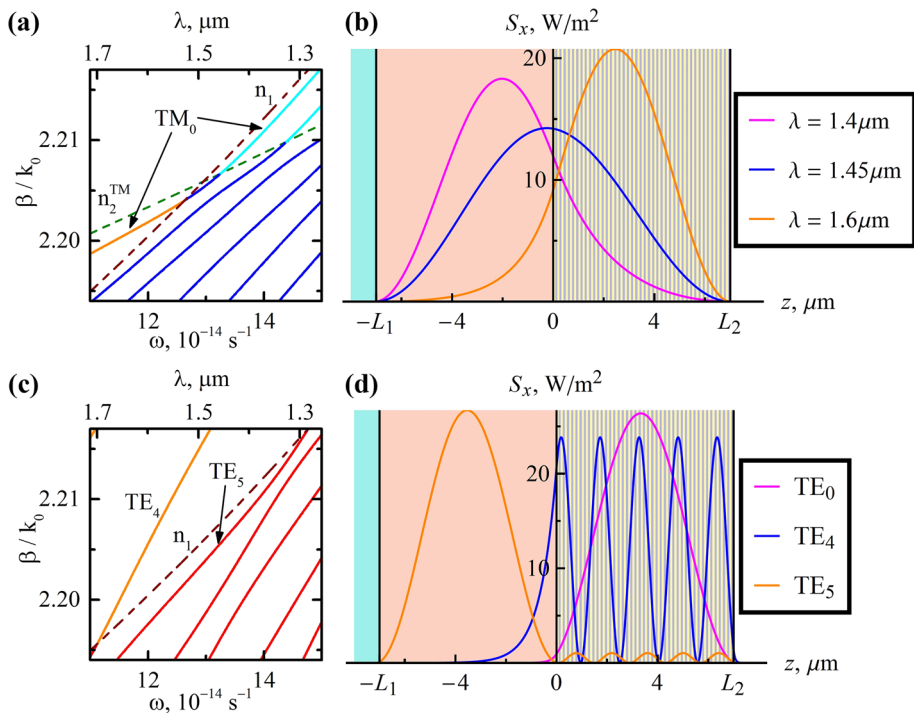 (a)
λ, μm
1.7 1.5 1.3
n₁
TM₀
2.21
β / k₀
n₂ᵀᴹ
2.20
12 14
ω, 10⁻¹⁴ s⁻¹
(b)
Sₓ, W/m²
20
10
−L₁ −4 0 4 L₂
z, μm
λ = 1.4μm
λ = 1.45μm
λ = 1.6μm
(c)
λ, μm
1.7 1.5 1.3
2.21
TE₄
TE₅
n₁
β / k₀
2.20
12 14
ω, 10⁻¹⁴ s⁻¹
(d)
Sₓ, W/m²
20
10
−L₁ −4 0 4 L₂
z, μm
TE₀
TE₄
TE₅